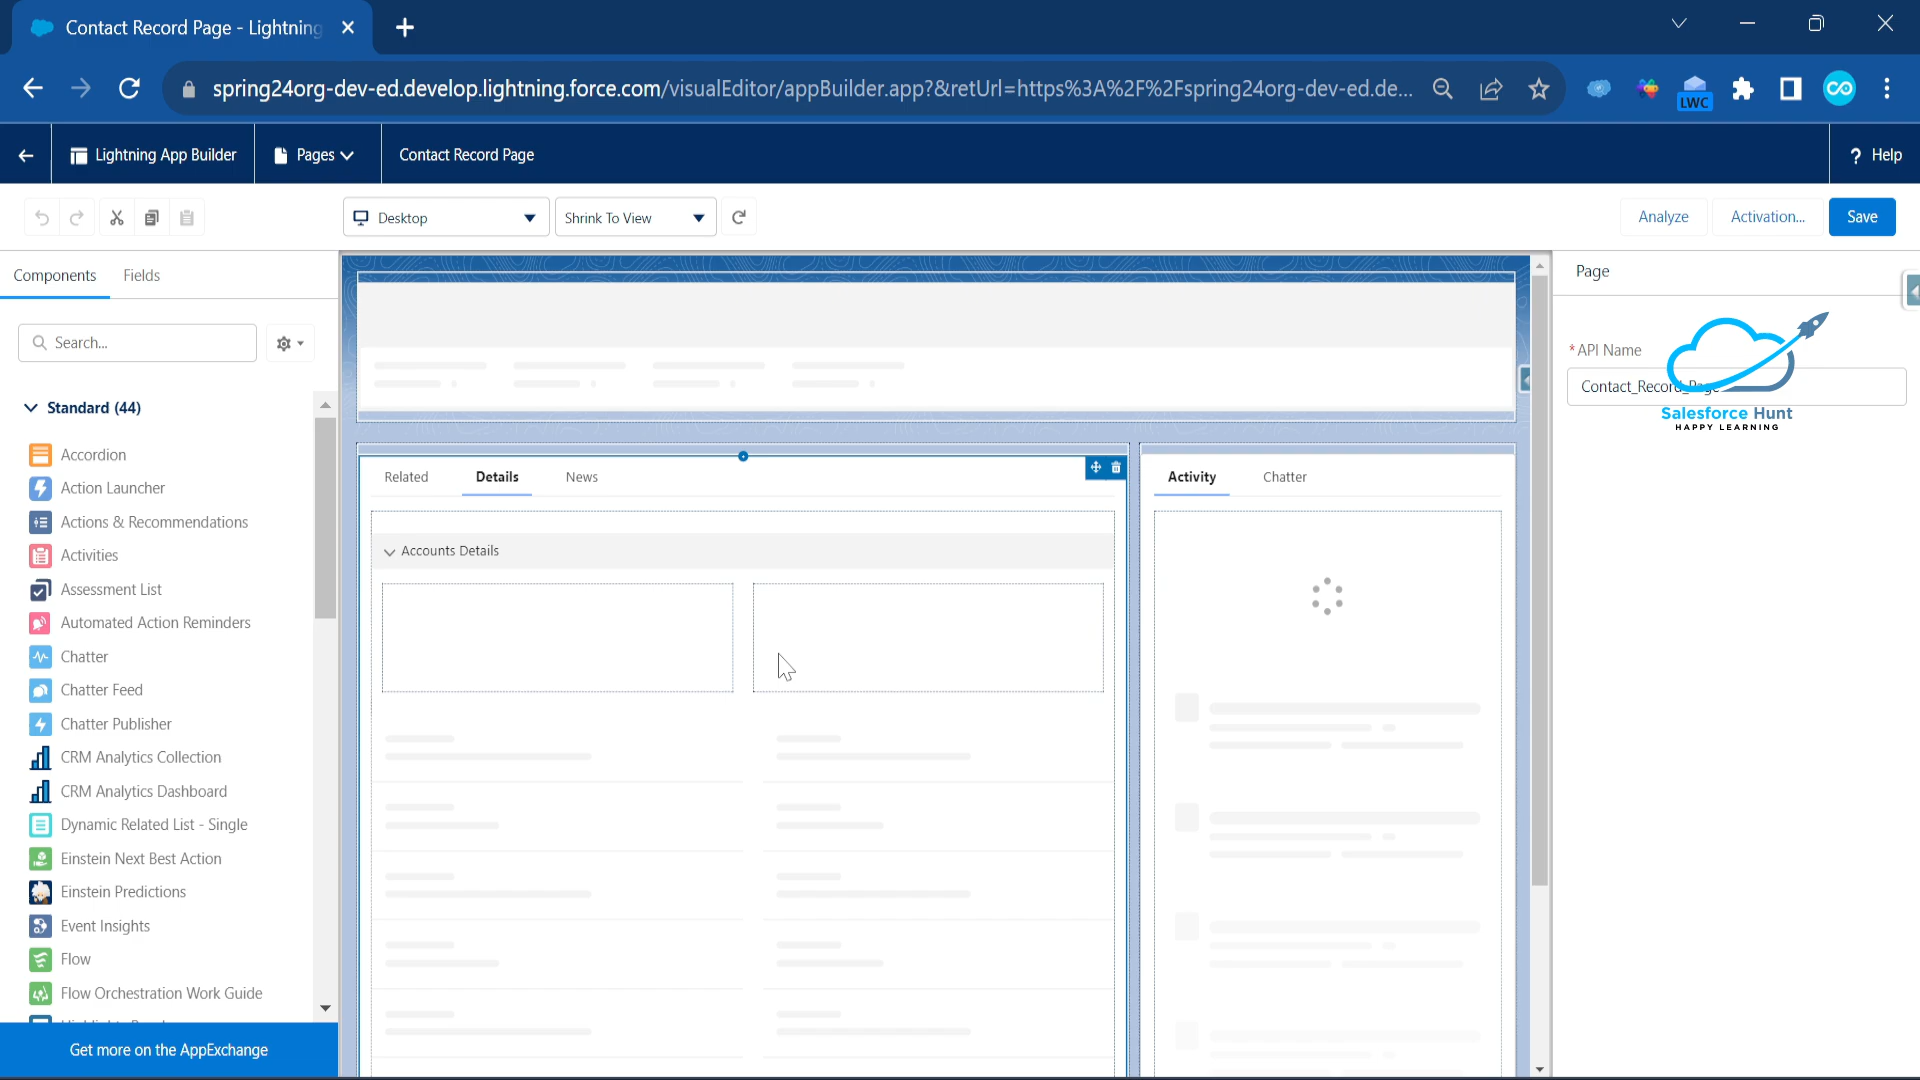 Contact Record Page - Lightning
spring24org-dev-ed.develop.lightning.force.com/visualEditor/appBuilder.app?&retUrl=https%3A%2F%2Fspring24org-dev-ed.de...
LWC
Lightning App Builder
Pages
Contact Record Page
? Help
Desktop
Shrink To View
Analyze
Activation...
Save
Components
Fields
Search...
Standard (44)
Accordion
Action Launcher
Actions & Recommendations
Activities
Assessment List
Automated Action Reminders
Chatter
Chatter Feed
Chatter Publisher
CRM Analytics Collection
CRM Analytics Dashboard
Dynamic Related List - Single
Einstein Next Best Action
Einstein Predictions
Event Insights
Flow
Flow Orchestration Work Guide
Get more on the AppExchange
Related
Details
News
Accounts Details
Activity
Chatter
Page
*API Name
Contact_Record_Page
Salesforce Hunt
HAPPY LEARNING